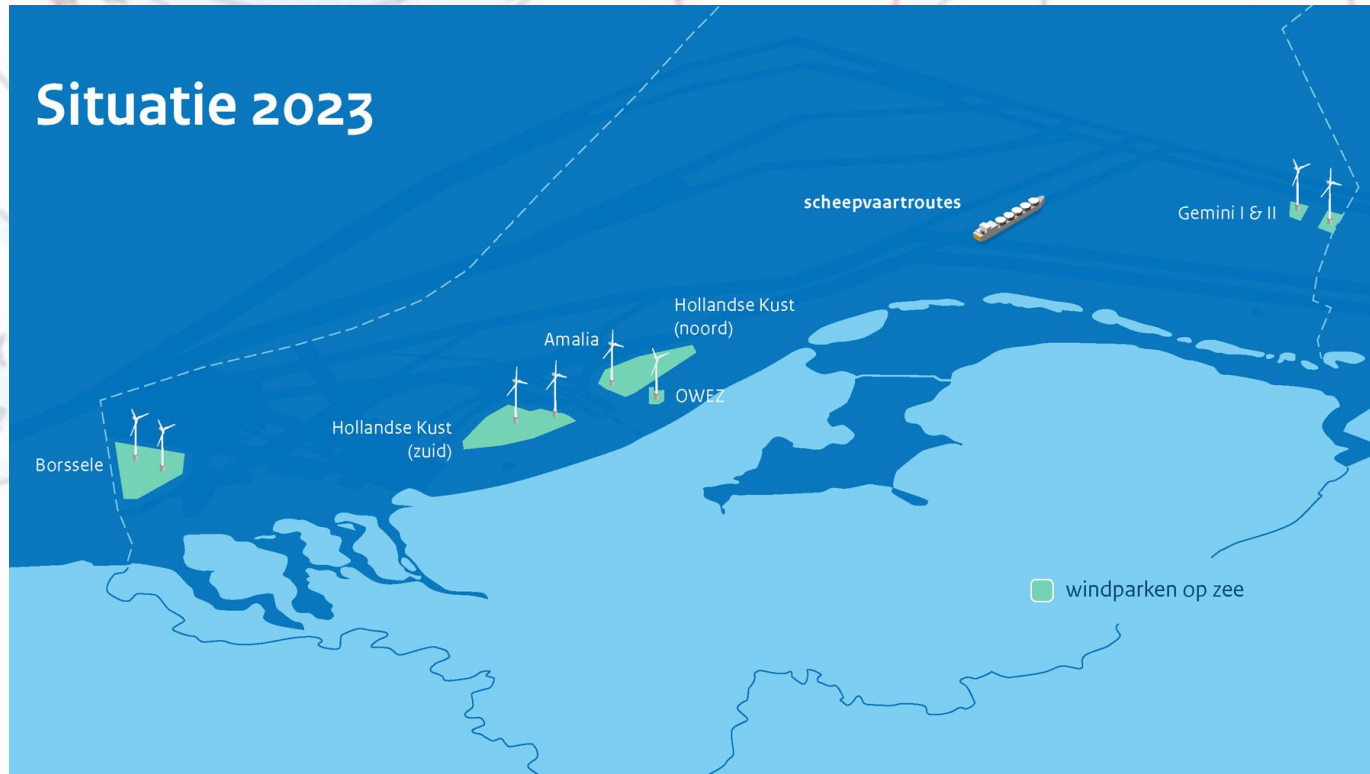 Situatie 2023
scheepvaartroutes
Gemini I & II
Hollandse Kust
(noord)
Amalia
OWEZ
Hollandse Kust
(zuid)
Borssele
windparken op zee